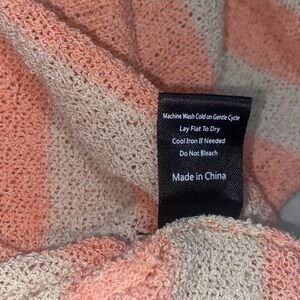 Machine Wash Cold on Gentle Cycle
Lay Flat To Dry
Cool Iron If Needed
Do Not Bleach
Made in China